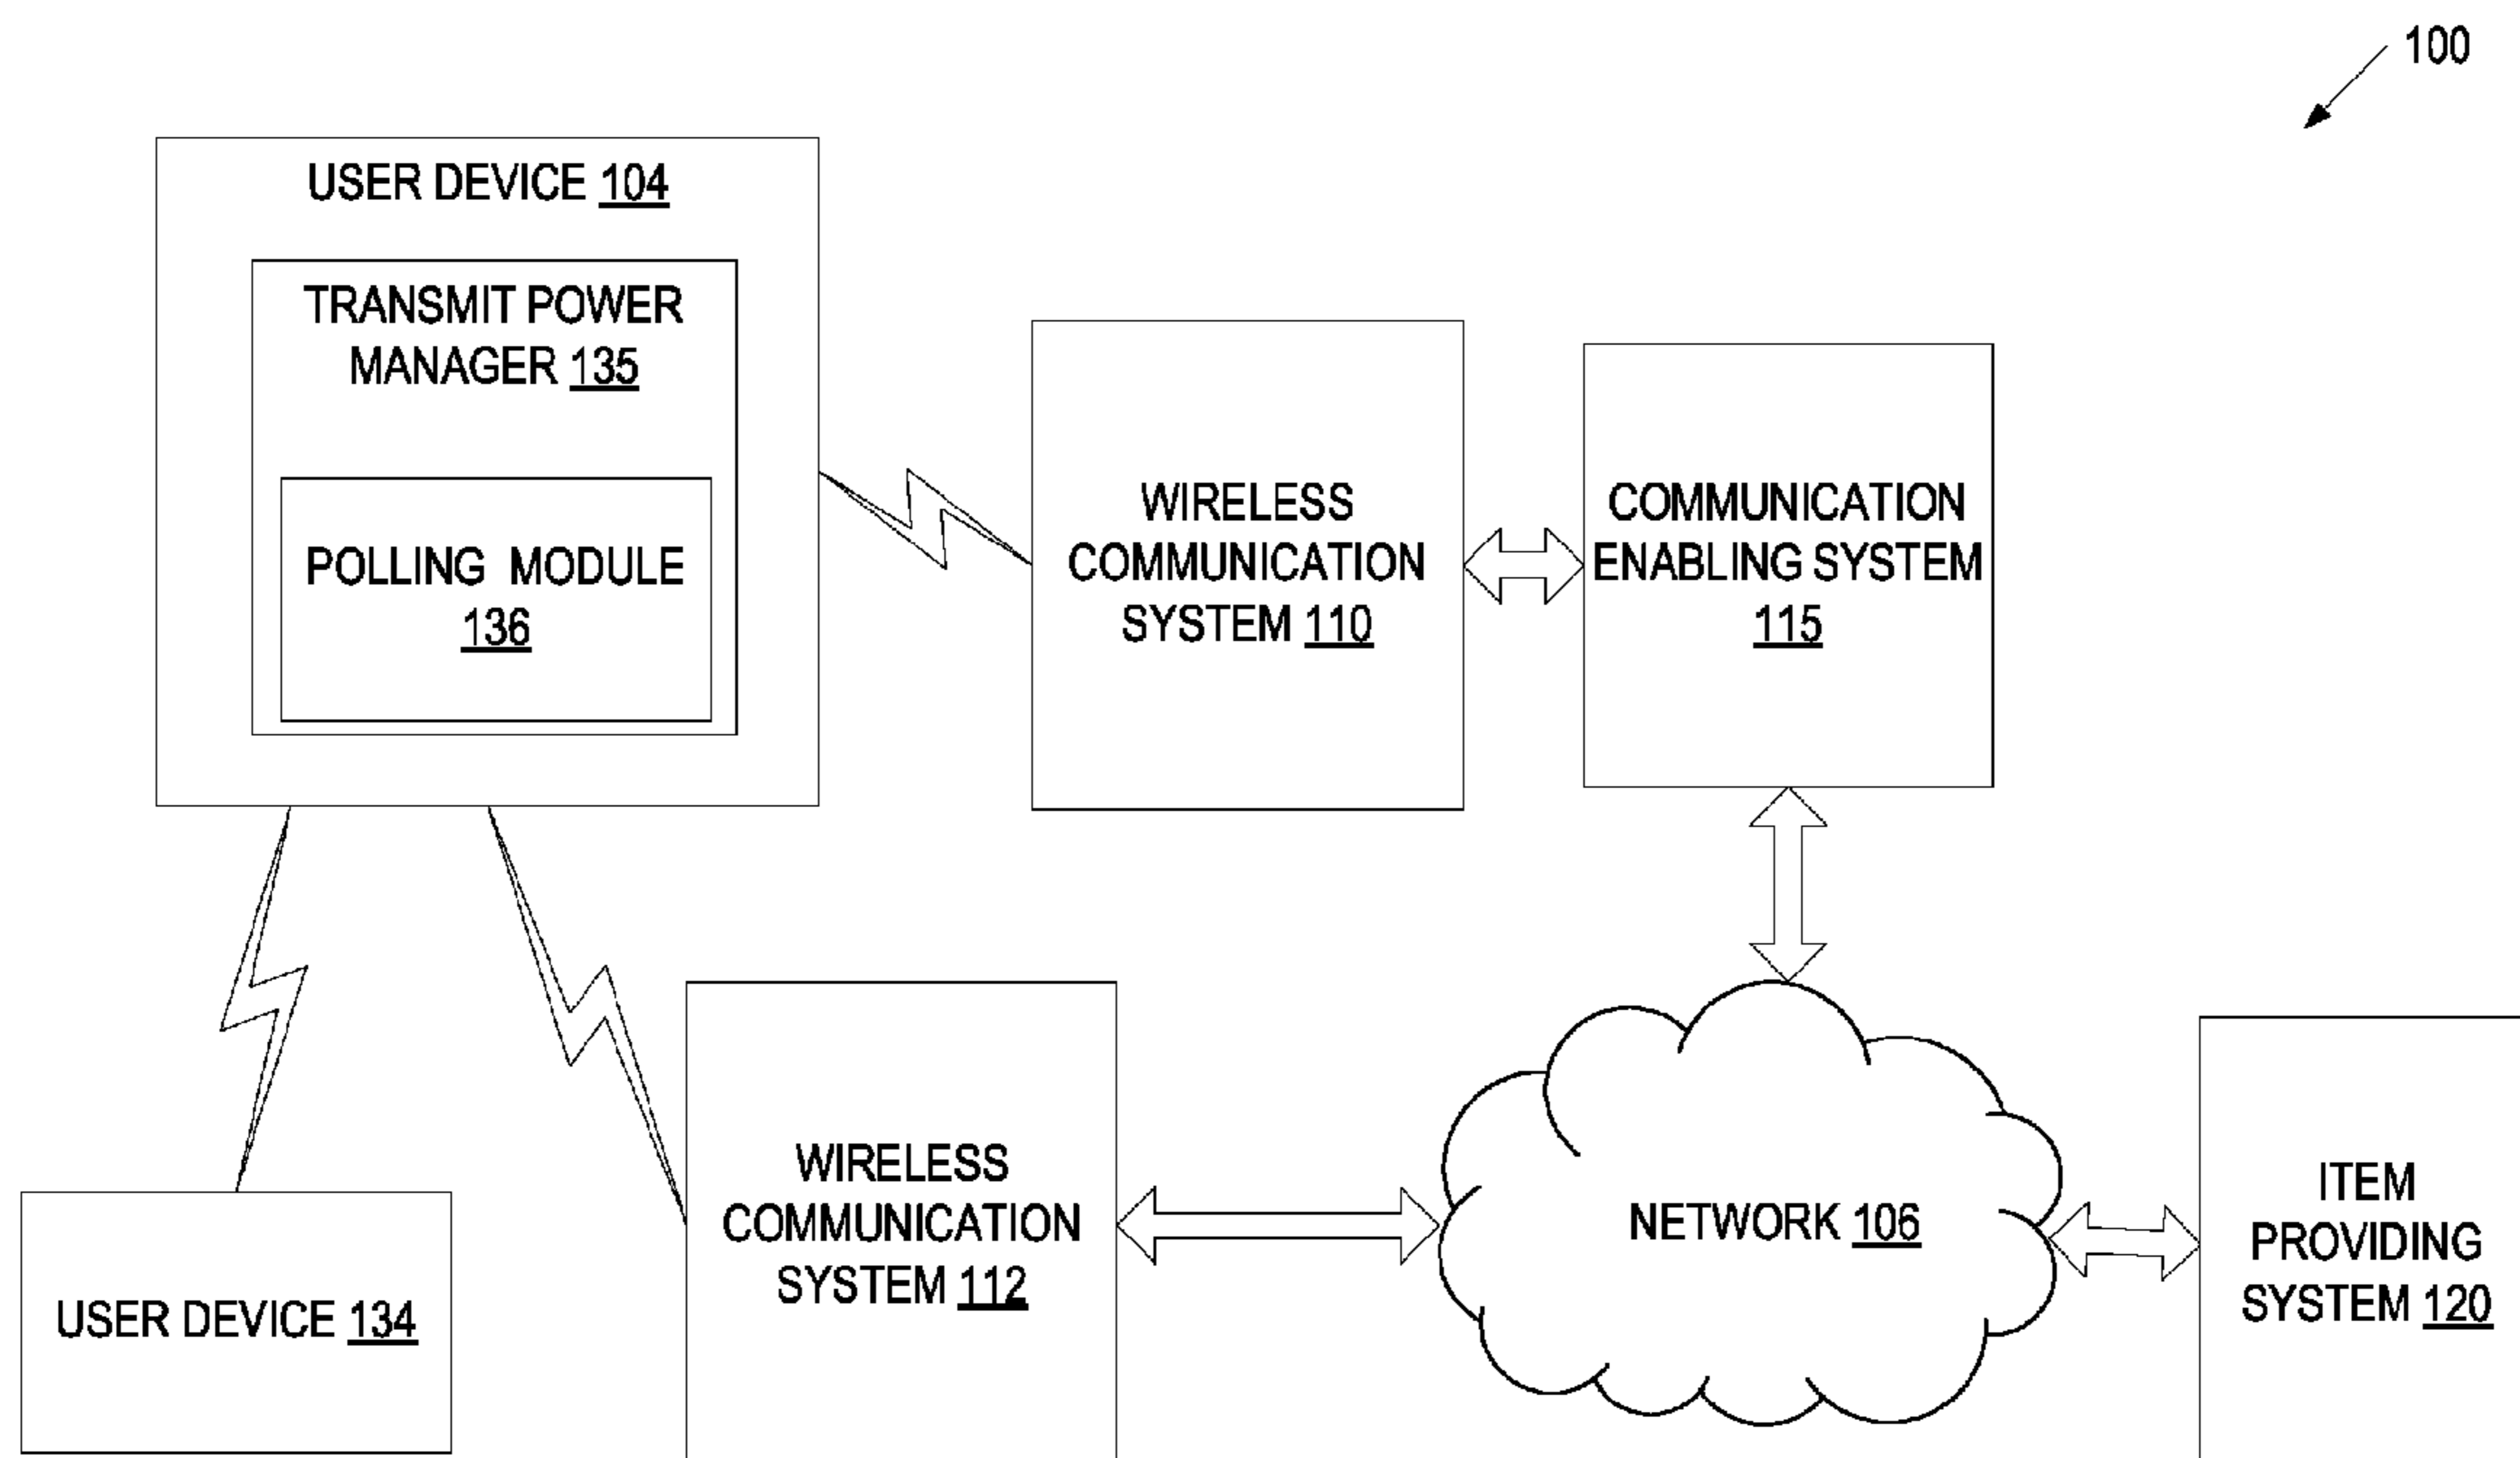 100
USER DEVICE 104
TRANSMIT POWER
MANAGER 135
POLLING MODULE
136
WIRELESS
COMMUNICATION
SYSTEM 110
COMMUNICATION
ENABLING SYSTEM
115
USER DEVICE 134
WIRELESS
COMMUNICATION
SYSTEM 112
NETWORK 106
ITEM
PROVIDING
SYSTEM 120